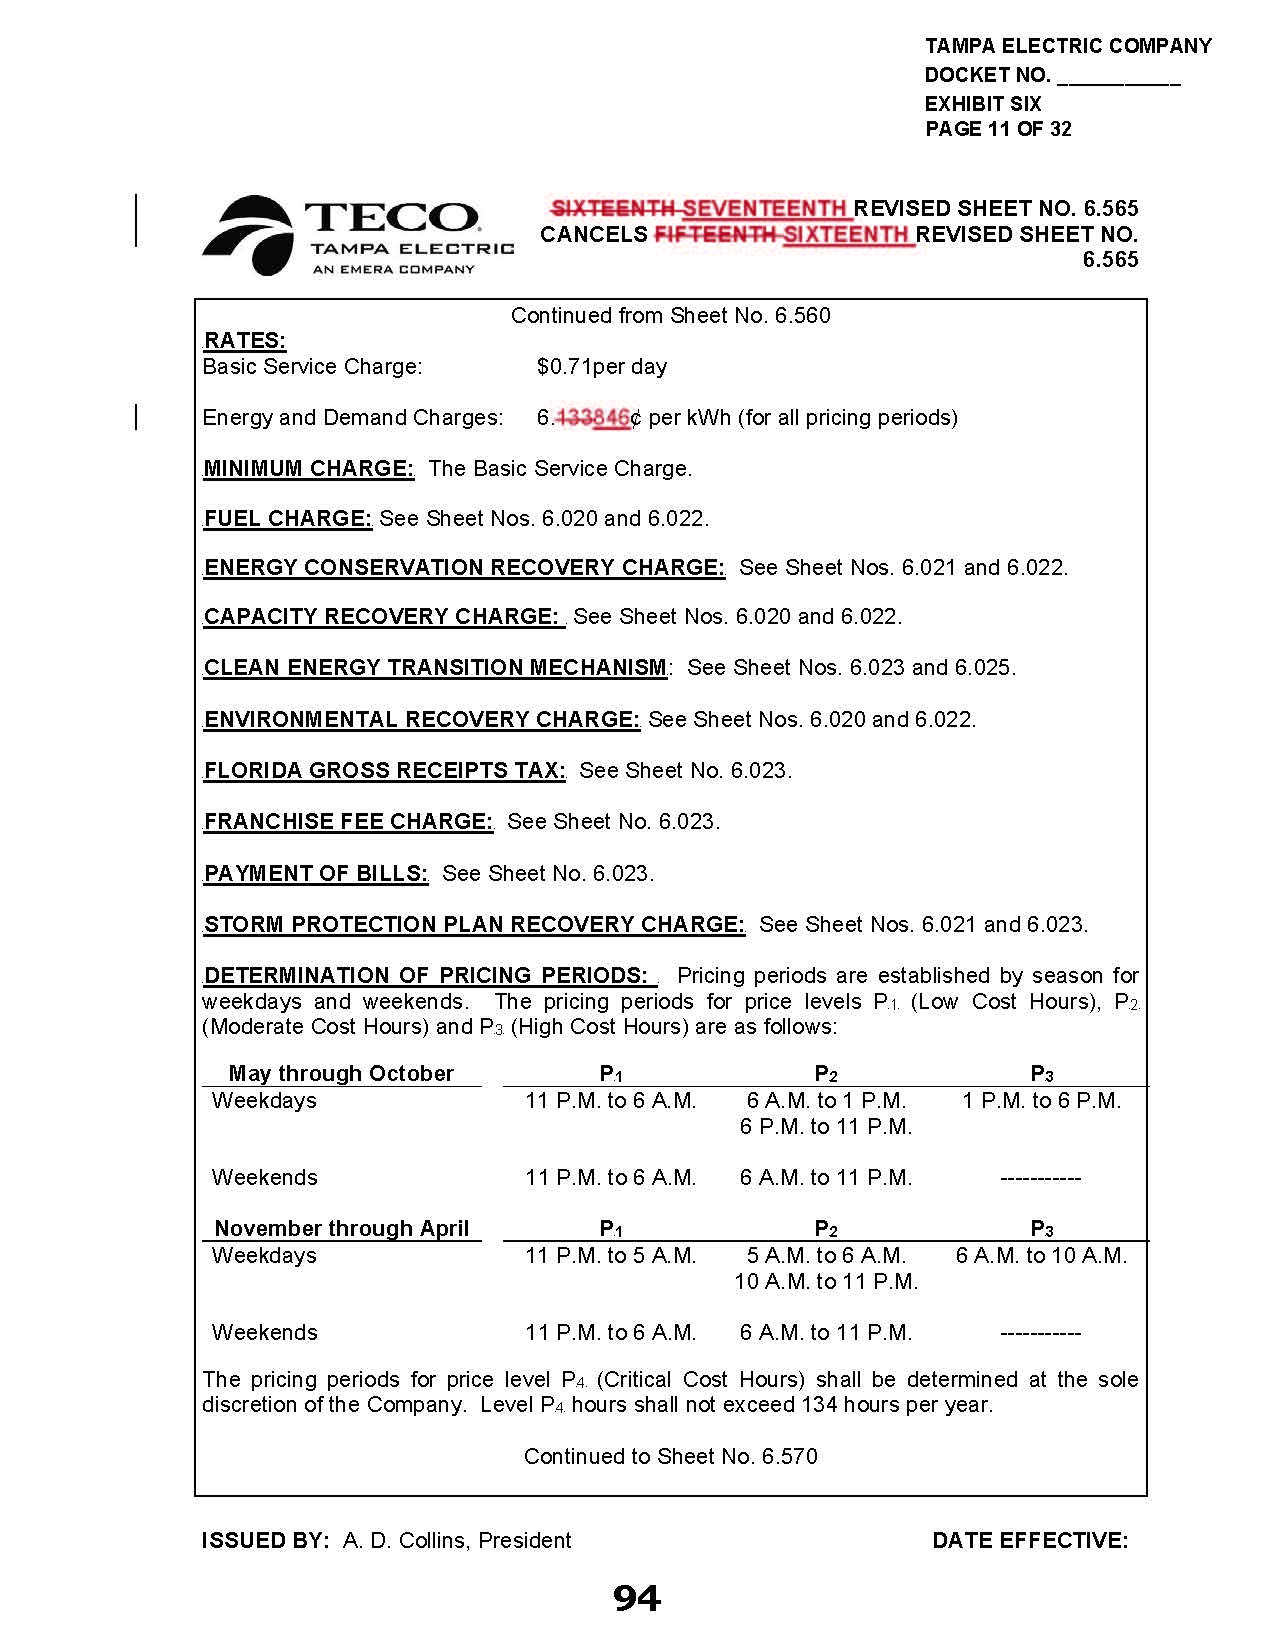 TAMPA ELECTRIC COMPANY
DOCKET NO. ___________
EXHIBIT SIX
PAGE 11 OF 32
TECO.
TAMPA ELECTRIC
AN EMERA COMPANY
SIXTEENTH SEVENTEENTH REVISED SHEET NO. 6.565
CANCELS FIFTEENTH SIXTEENTH REVISED SHEET NO.
6.565
Continued from Sheet No. 6.560
RATES:
Basic Service Charge: $0.71per day
Energy and Demand Charges: 6.133846¢ per kWh (for all pricing periods)
MINIMUM CHARGE: The Basic Service Charge.
FUEL CHARGE: See Sheet Nos. 6.020 and 6.022.
ENERGY CONSERVATION RECOVERY CHARGE: See Sheet Nos. 6.021 and 6.022.
CAPACITY RECOVERY CHARGE: See Sheet Nos. 6.020 and 6.022.
CLEAN ENERGY TRANSITION MECHANISM: See Sheet Nos. 6.023 and 6.025.
ENVIRONMENTAL RECOVERY CHARGE: See Sheet Nos. 6.020 and 6.022.
FLORIDA GROSS RECEIPTS TAX: See Sheet No. 6.023.
FRANCHISE FEE CHARGE: See Sheet No. 6.023.
PAYMENT OF BILLS: See Sheet No. 6.023.
STORM PROTECTION PLAN RECOVERY CHARGE: See Sheet Nos. 6.021 and 6.023.
DETERMINATION OF PRICING PERIODS: Pricing periods are established by season for
weekdays and weekends. The pricing periods for price levels P1 (Low Cost Hours), P2
(Moderate Cost Hours) and P3 (High Cost Hours) are as follows:
May through October P1 P2 P3
Weekdays 11 P.M. to 6 A.M. 6 A.M. to 1 P.M. 1 P.M. to 6 P.M.
6 P.M. to 11 P.M.
Weekends 11 P.M. to 6 A.M. 6 A.M. to 11 P.M. -----------
November through April P1 P2 P3
Weekdays 11 P.M. to 5 A.M. 5 A.M. to 6 A.M. 6 A.M. to 10 A.M.
10 A.M. to 11 P.M.
Weekends 11 P.M. to 6 A.M. 6 A.M. to 11 P.M. -----------
The pricing periods for price level P4 (Critical Cost Hours) shall be determined at the sole
discretion of the Company. Level P4 hours shall not exceed 134 hours per year.
Continued to Sheet No. 6.570
ISSUED BY: A. D. Collins, President DATE EFFECTIVE:
94